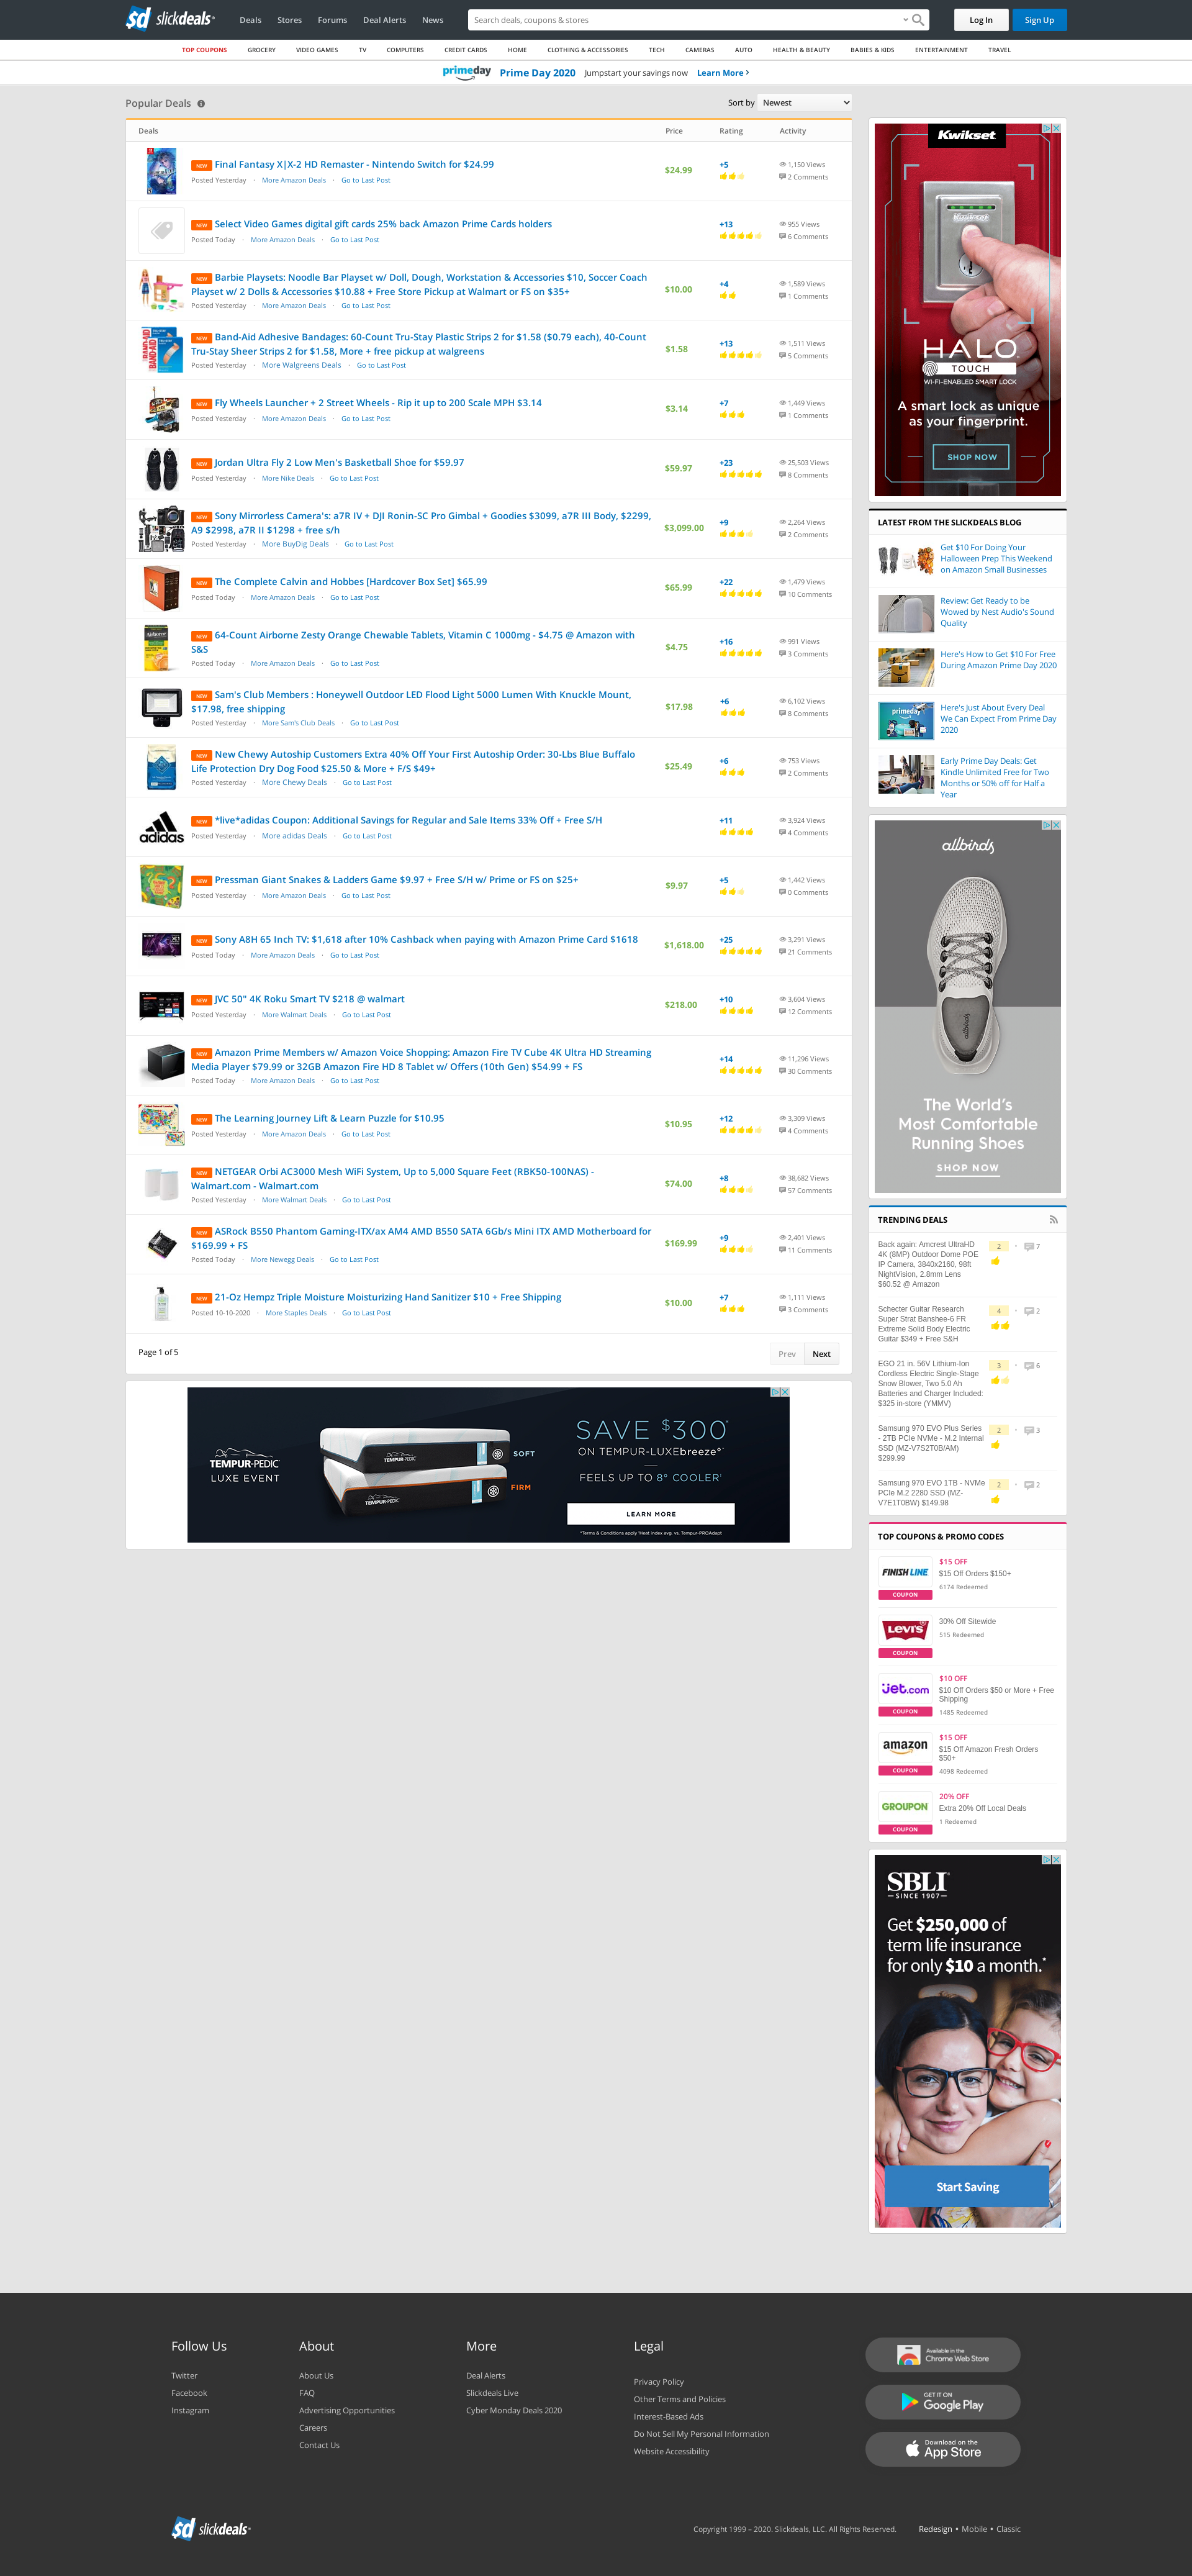 sd slickdeals
Deals Stores Forums Deal Alerts News
Search deals, coupons & stores
Log In
Sign Up
TOP COUPONS GROCERY VIDEO GAMES TV COMPUTERS CREDIT CARDS HOME CLOTHING & ACCESSORIES TECH CAMERAS AUTO HEALTH & BEAUTY BABIES & KIDS ENTERTAINMENT TRAVEL
prime day Prime Day 2020 Jumpstart your savings now Learn More
Popular Deals
Sort by Newest
Deals Price Rating Activity
NEW Final Fantasy X|X-2 HD Remaster - Nintendo Switch for $24.99
Posted Yesterday · More Amazon Deals · Go to Last Post
$24.99
+5
1,150 Views
2 Comments
NEW Select Video Games digital gift cards 25% back Amazon Prime Cards holders
Posted Today · More Amazon Deals · Go to Last Post
+13
955 Views
6 Comments
NEW Barbie Playsets: Noodle Bar Playset w/ Doll, Dough, Workstation & Accessories $10, Soccer Coach
Playset w/ 2 Dolls & Accessories $10.88 + Free Store Pickup at Walmart or FS on $35+
Posted Yesterday · More Amazon Deals · Go to Last Post
$10.00
+4
1,589 Views
1 Comments
NEW Band-Aid Adhesive Bandages: 60-Count Tru-Stay Plastic Strips 2 for $1.58 ($0.79 each), 40-Count
Tru-Stay Sheer Strips 2 for $1.58, More + free pickup at walgreens
Posted Yesterday · More Walgreens Deals · Go to Last Post
$1.58
+13
1,511 Views
5 Comments
NEW Fly Wheels Launcher + 2 Street Wheels - Rip it up to 200 Scale MPH $3.14
Posted Yesterday · More Amazon Deals · Go to Last Post
$3.14
+7
1,449 Views
1 Comments
NEW Jordan Ultra Fly 2 Low Men's Basketball Shoe for $59.97
Posted Yesterday · More Nike Deals · Go to Last Post
$59.97
+23
25,503 Views
8 Comments
NEW Sony Mirrorless Camera's: a7R IV + DJI Ronin-SC Pro Gimbal + Goodies $3099, a7R III Body, $2299,
A9 $2998, a7R II $1298 + free s/h
Posted Yesterday · More BuyDig Deals · Go to Last Post
$3,099.00
+9
2,264 Views
2 Comments
NEW The Complete Calvin and Hobbes [Hardcover Box Set] $65.99
Posted Today · More Amazon Deals · Go to Last Post
$65.99
+22
1,479 Views
10 Comments
NEW 64-Count Airborne Zesty Orange Chewable Tablets, Vitamin C 1000mg - $4.75 @ Amazon with
S&S
Posted Today · More Amazon Deals · Go to Last Post
$4.75
+16
991 Views
3 Comments
NEW Sam's Club Members : Honeywell Outdoor LED Flood Light 5000 Lumen With Knuckle Mount,
$17.98, free shipping
Posted Yesterday · More Sam's Club Deals · Go to Last Post
$17.98
+6
6,102 Views
8 Comments
NEW New Chewy Autoship Customers Extra 40% Off Your First Autoship Order: 30-Lbs Blue Buffalo
Life Protection Dry Dog Food $25.50 & More + F/S $49+
Posted Yesterday · More Chewy Deals · Go to Last Post
$25.49
+6
753 Views
2 Comments
adidas
NEW *live*adidas Coupon: Additional Savings for Regular and Sale Items 33% Off + Free S/H
Posted Yesterday · More adidas Deals · Go to Last Post
+11
3,924 Views
4 Comments
NEW Pressman Giant Snakes & Ladders Game $9.97 + Free S/H w/ Prime or FS on $25+
Posted Yesterday · More Amazon Deals · Go to Last Post
$9.97
+5
1,442 Views
0 Comments
NEW Sony A8H 65 Inch TV: $1,618 after 10% Cashback when paying with Amazon Prime Card $1618
Posted Today · More Amazon Deals · Go to Last Post
$1,618.00
+25
3,291 Views
21 Comments
NEW JVC 50" 4K Roku Smart TV $218 @ walmart
Posted Yesterday · More Walmart Deals · Go to Last Post
$218.00
+10
3,604 Views
12 Comments
NEW Amazon Prime Members w/ Amazon Voice Shopping: Amazon Fire TV Cube 4K Ultra HD Streaming
Media Player $79.99 or 32GB Amazon Fire HD 8 Tablet w/ Offers (10th Gen) $54.99 + FS
Posted Today · More Amazon Deals · Go to Last Post
+14
11,296 Views
30 Comments
NEW The Learning Journey Lift & Learn Puzzle for $10.95
Posted Yesterday · More Amazon Deals · Go to Last Post
$10.95
+12
3,309 Views
4 Comments
NEW NETGEAR Orbi AC3000 Mesh WiFi System, Up to 5,000 Square Feet (RBK50-100NAS) -
Walmart.com - Walmart.com
Posted Yesterday · More Walmart Deals · Go to Last Post
$74.00
+8
38,682 Views
57 Comments
NEW ASRock B550 Phantom Gaming-ITX/ax AM4 AMD B550 SATA 6Gb/s Mini ITX AMD Motherboard for
$169.99 + FS
Posted Today · More Newegg Deals · Go to Last Post
$169.99
+9
2,401 Views
11 Comments
NEW 21-Oz Hempz Triple Moisture Moisturizing Hand Sanitizer $10 + Free Shipping
Posted 10-10-2020 · More Staples Deals · Go to Last Post
$10.00
+7
1,111 Views
3 Comments
Page 1 of 5
Prev Next
TEMPUR-PEDIC
LUXE EVENT
SOFT
FIRM
SAVE $300*
ON TEMPUR-LUXEbreeze°
FEELS UP TO 8° COOLER†
LEARN MORE
*Terms & Conditions apply †Heat index avg. vs. Tempur-PROAdapt
Kwikset
HALO
TOUCH
WI-FI-ENABLED SMART LOCK
A smart lock as unique
as your fingerprint.
SHOP NOW
LATEST FROM THE SLICKDEALS BLOG
Get $10 For Doing Your
Halloween Prep This Weekend
on Amazon Small Businesses
Review: Get Ready to be
Wowed by Nest Audio's Sound
Quality
Here's How to Get $10 For Free
During Amazon Prime Day 2020
Here's Just About Every Deal
We Can Expect From Prime Day
2020
Early Prime Day Deals: Get
Kindle Unlimited Free for Two
Months or 50% off for Half a
Year
allbirds
The World's
Most Comfortable
Running Shoes
SHOP NOW
TRENDING DEALS
Back again: Amcrest UltraHD
4K (8MP) Outdoor Dome POE
IP Camera, 3840x2160, 98ft
NightVision, 2.8mm Lens
$60.52 @ Amazon
2 · 7
Schecter Guitar Research
Super Strat Banshee-6 FR
Extreme Solid Body Electric
Guitar $349 + Free S&H
4 · 2
EGO 21 in. 56V Lithium-Ion
Cordless Electric Single-Stage
Snow Blower, Two 5.0 Ah
Batteries and Charger Included:
$325 in-store (YMMV)
3 · 6
Samsung 970 EVO Plus Series
- 2TB PCIe NVMe - M.2 Internal
SSD (MZ-V7S2T0B/AM)
$299.99
2 · 3
Samsung 970 EVO 1TB - NVMe
PCIe M.2 2280 SSD (MZ-
V7E1T0BW) $149.98
2 · 2
TOP COUPONS & PROMO CODES
FINISH LINE
COUPON
$15 OFF
$15 Off Orders $150+
6174 Redeemed
Levi's
COUPON
30% Off Sitewide
515 Redeemed
Jet.com
COUPON
$10 OFF
$10 Off Orders $50 or More + Free
Shipping
1485 Redeemed
amazon
COUPON
$15 OFF
$15 Off Amazon Fresh Orders
$50+
4098 Redeemed
GROUPON
COUPON
20% OFF
Extra 20% Off Local Deals
1 Redeemed
SBLI
SINCE 1907
Get $250,000 of
term life insurance
for only $10 a month.*
Start Saving
Follow Us
Twitter
Facebook
Instagram
About
About Us
FAQ
Advertising Opportunities
Careers
Contact Us
More
Deal Alerts
Slickdeals Live
Cyber Monday Deals 2020
Legal
Privacy Policy
Other Terms and Policies
Interest-Based Ads
Do Not Sell My Personal Information
Website Accessibility
Available in the
Chrome Web Store
GET IT ON
Google Play
Download on the
App Store
sd slickdeals
Copyright 1999 – 2020. Slickdeals, LLC. All Rights Reserved.
Redesign • Mobile • Classic